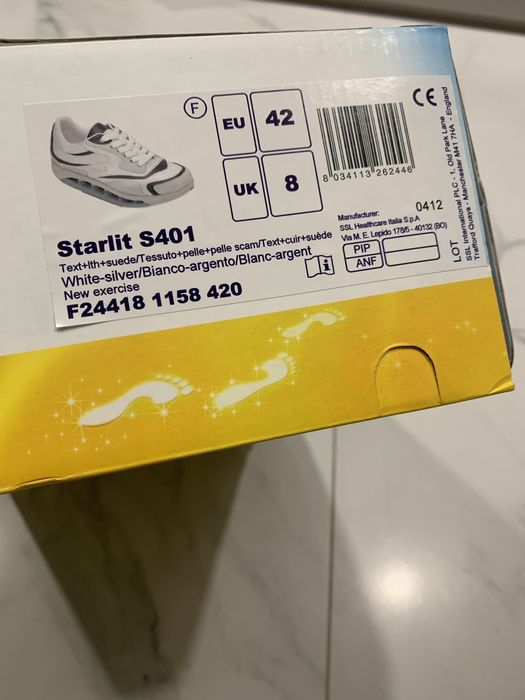 F
EU 42
UK 8
CE
8 034113 262446
0412
Starlit S401
Text+lth+suede/Tessuto+pelle+pelle scam/Text+cuir+suède
White-silver/Bianco-argento/Blanc-argent
New exercise
F24418 1158 420
Manufacturer:
SSL Healthcare Italia S.p.A
Via M. E. Lepido 178/5 - 40132 (BO)
PIP
ANF
i
LOT
SSL International PLC - 1, Old Park Lane
Trafford Quays - Manchester M41 7HA - England